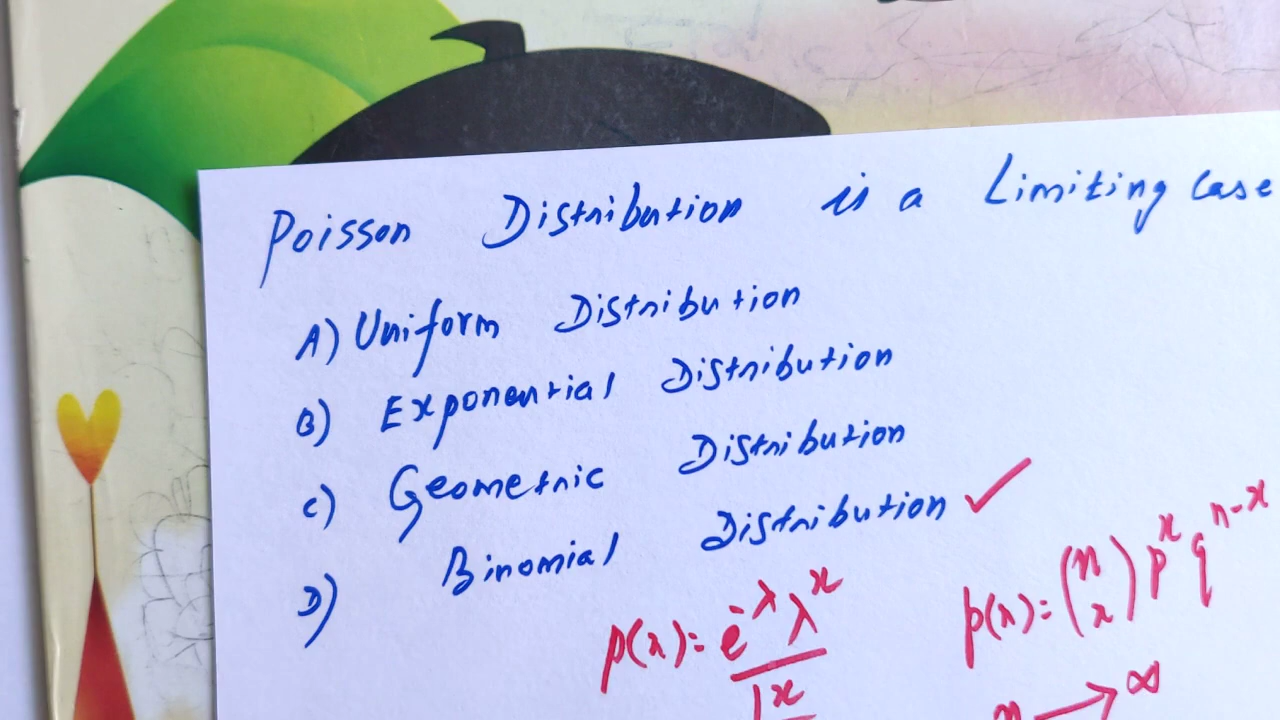 Poisson Distribution is a Limiting Case
A) Uniform Distribution
B) Exponential Distribution
C) Geometric Distribution
D) Binomial Distribution ✓
p(x) = e^-λ λ^x / |x
p(x) = (n x) p^x q^n-x
n → ∞